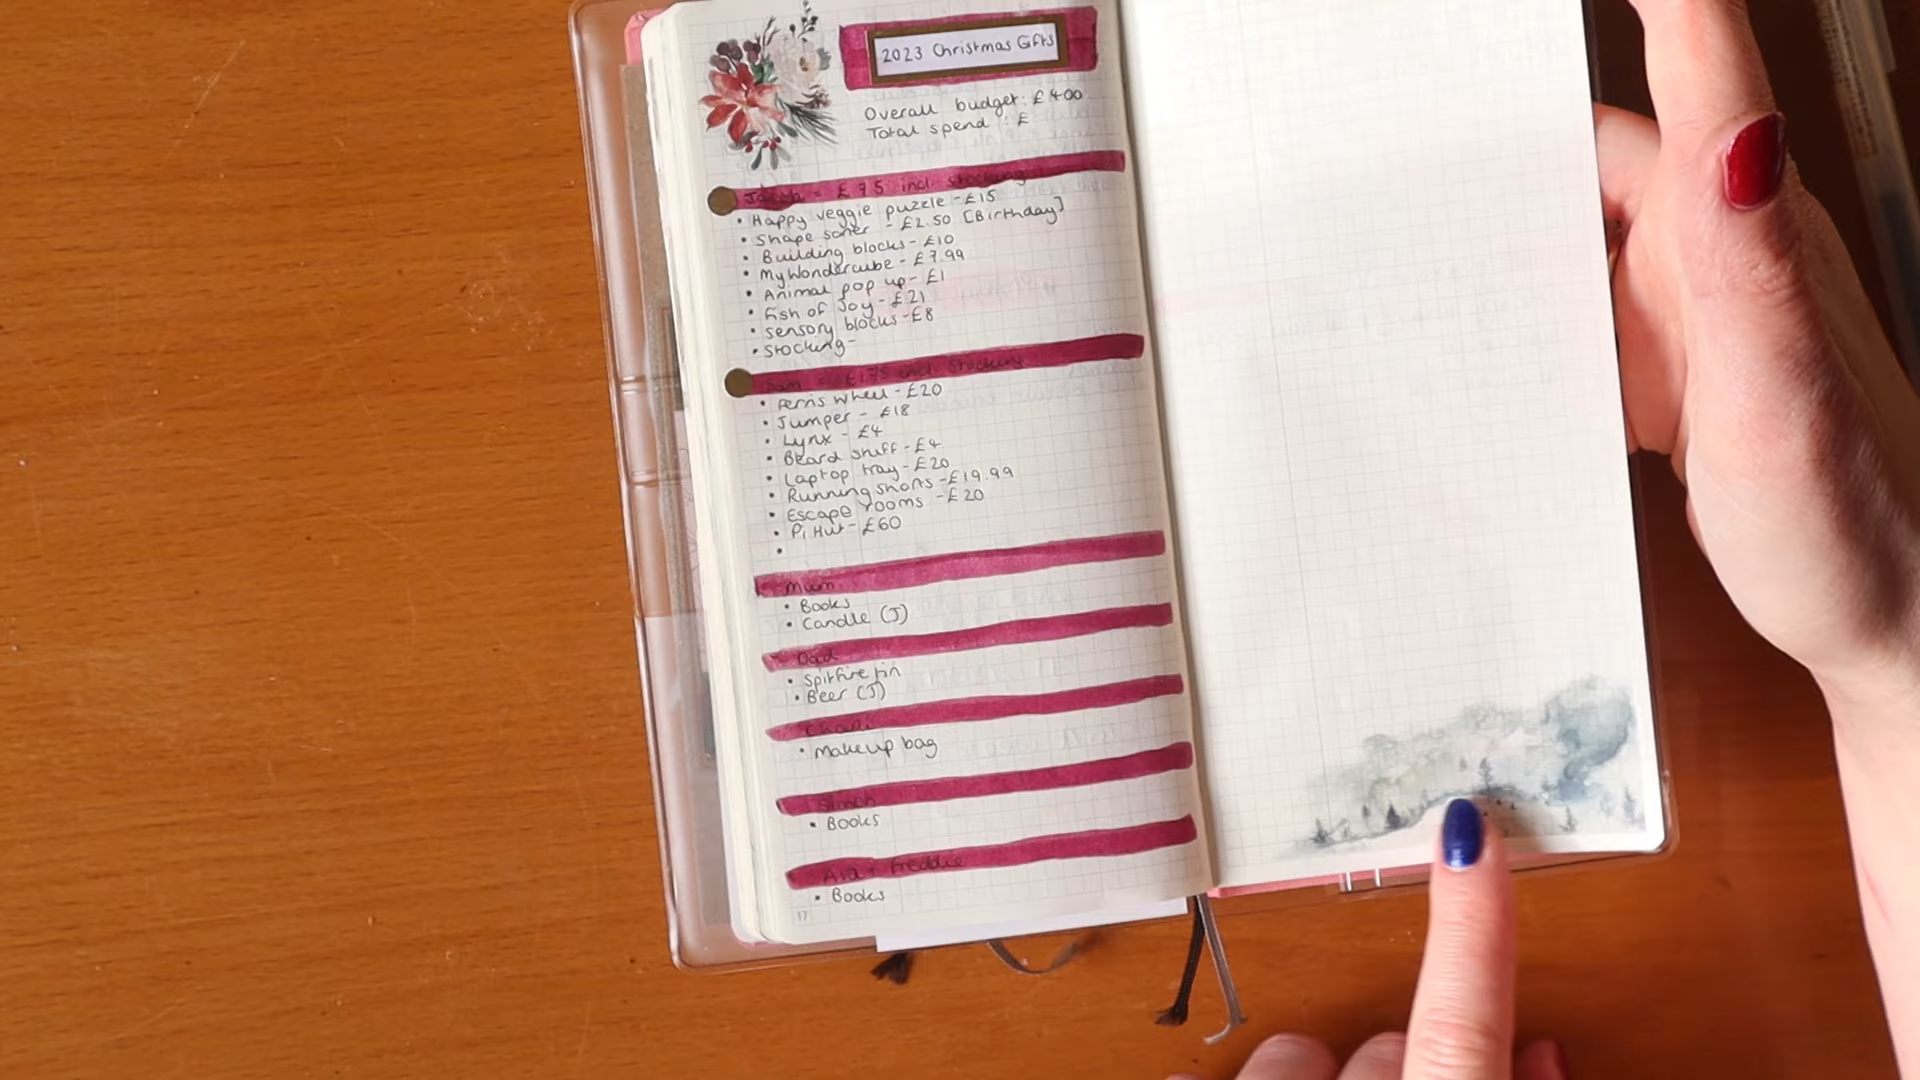 2023 Christmas Gifts
Overall budget: £400
Total spend : £
= £75 incl. stocking
• Happy veggie puzzle - £15
• Shape sorter - £2.50 [Birthday]
• Building blocks - £10
• My Wondercube - £7.99
• Animal pop up - £1
• Fish of Joy - £21
• Sensory blocks - £8
• Stocking -
Sam = £175 incl. Stocking
• Ferris wheel - £20
• Jumper - £18
• Lynx - £4
• Beard stuff - £4
• Laptop tray - £20
• Running shorts - £19.99
• Escape rooms - £20
• Pi Hut - £60
•
Mum
• Books
• Candle (J)
Dad
• Spitfire tin
• Beer (J)
• Makeup bag
• Books
Ava + Freddie
• Books
17